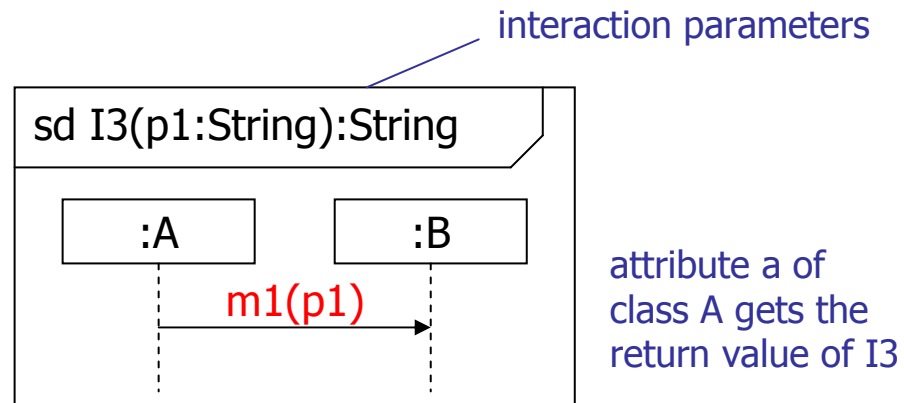 interaction parameters
sd I3(p1:String):String
:A
:B
m1(p1)
attribute a of
class A gets the
return value of I3